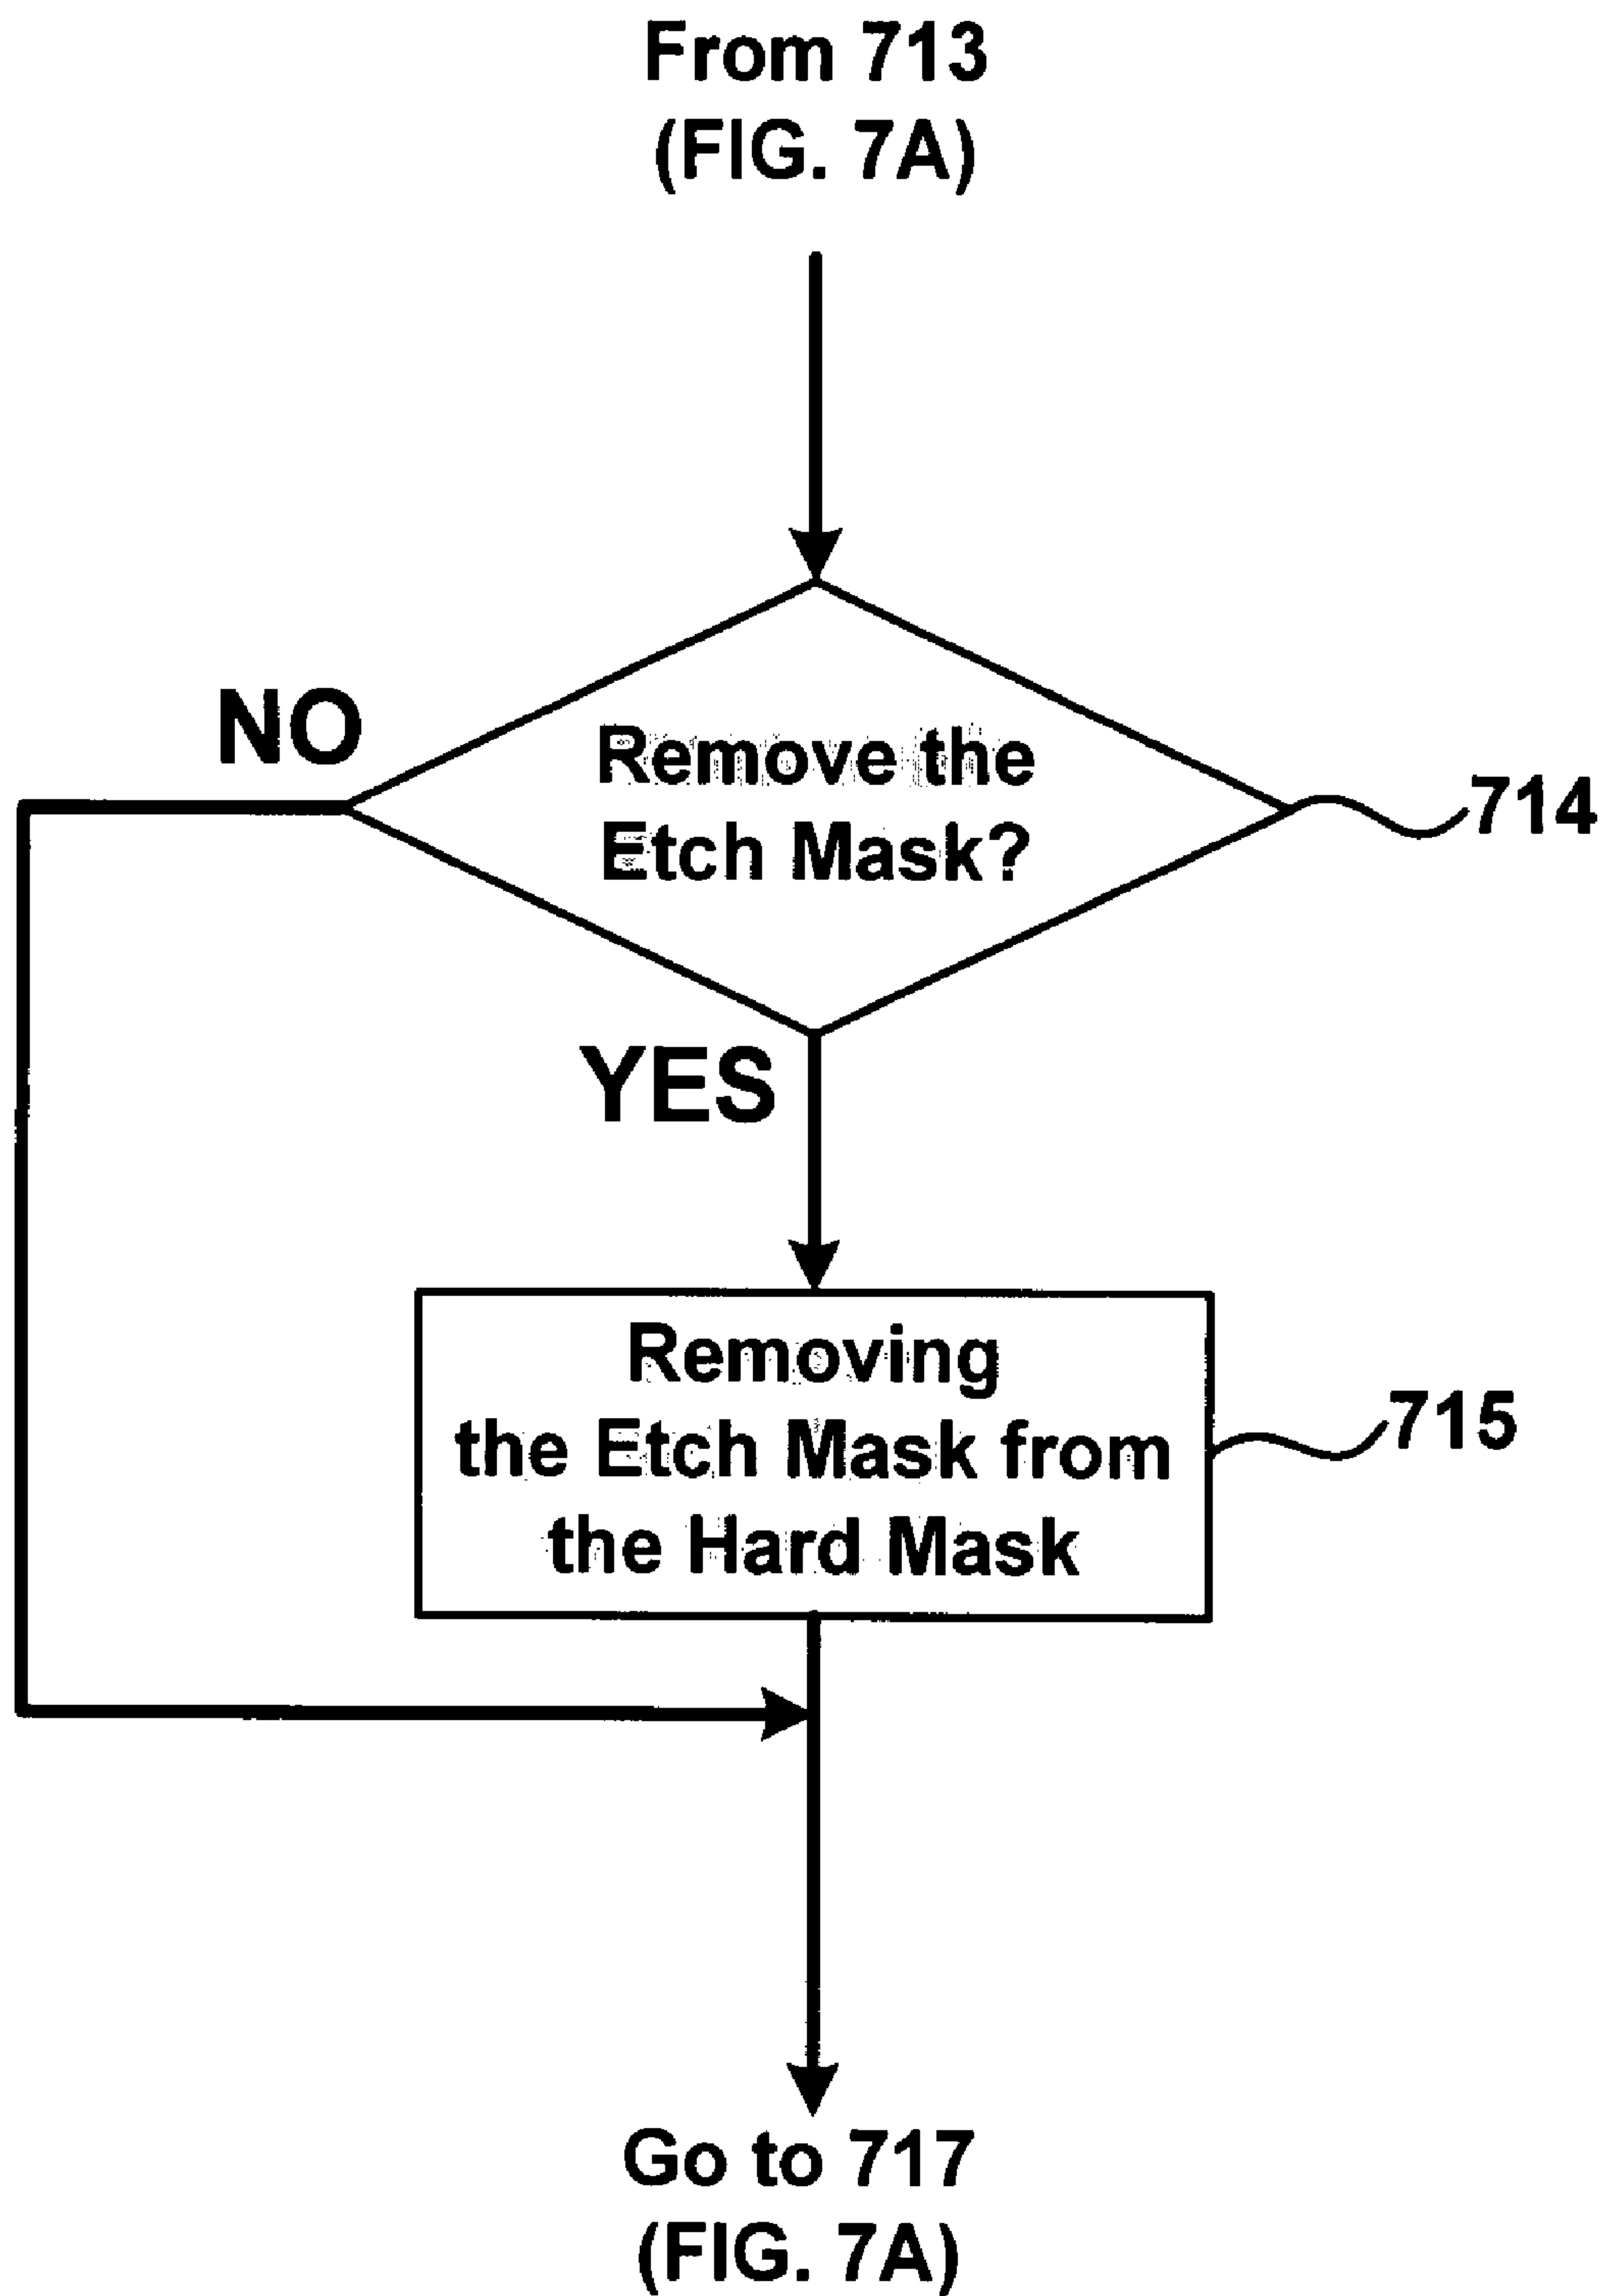 From 713
(FIG. 7A)
NO
Remove the
Etch Mask?
714
YES
Removing
the Etch Mask from
the Hard Mask
715
Go to 717
(FIG. 7A)